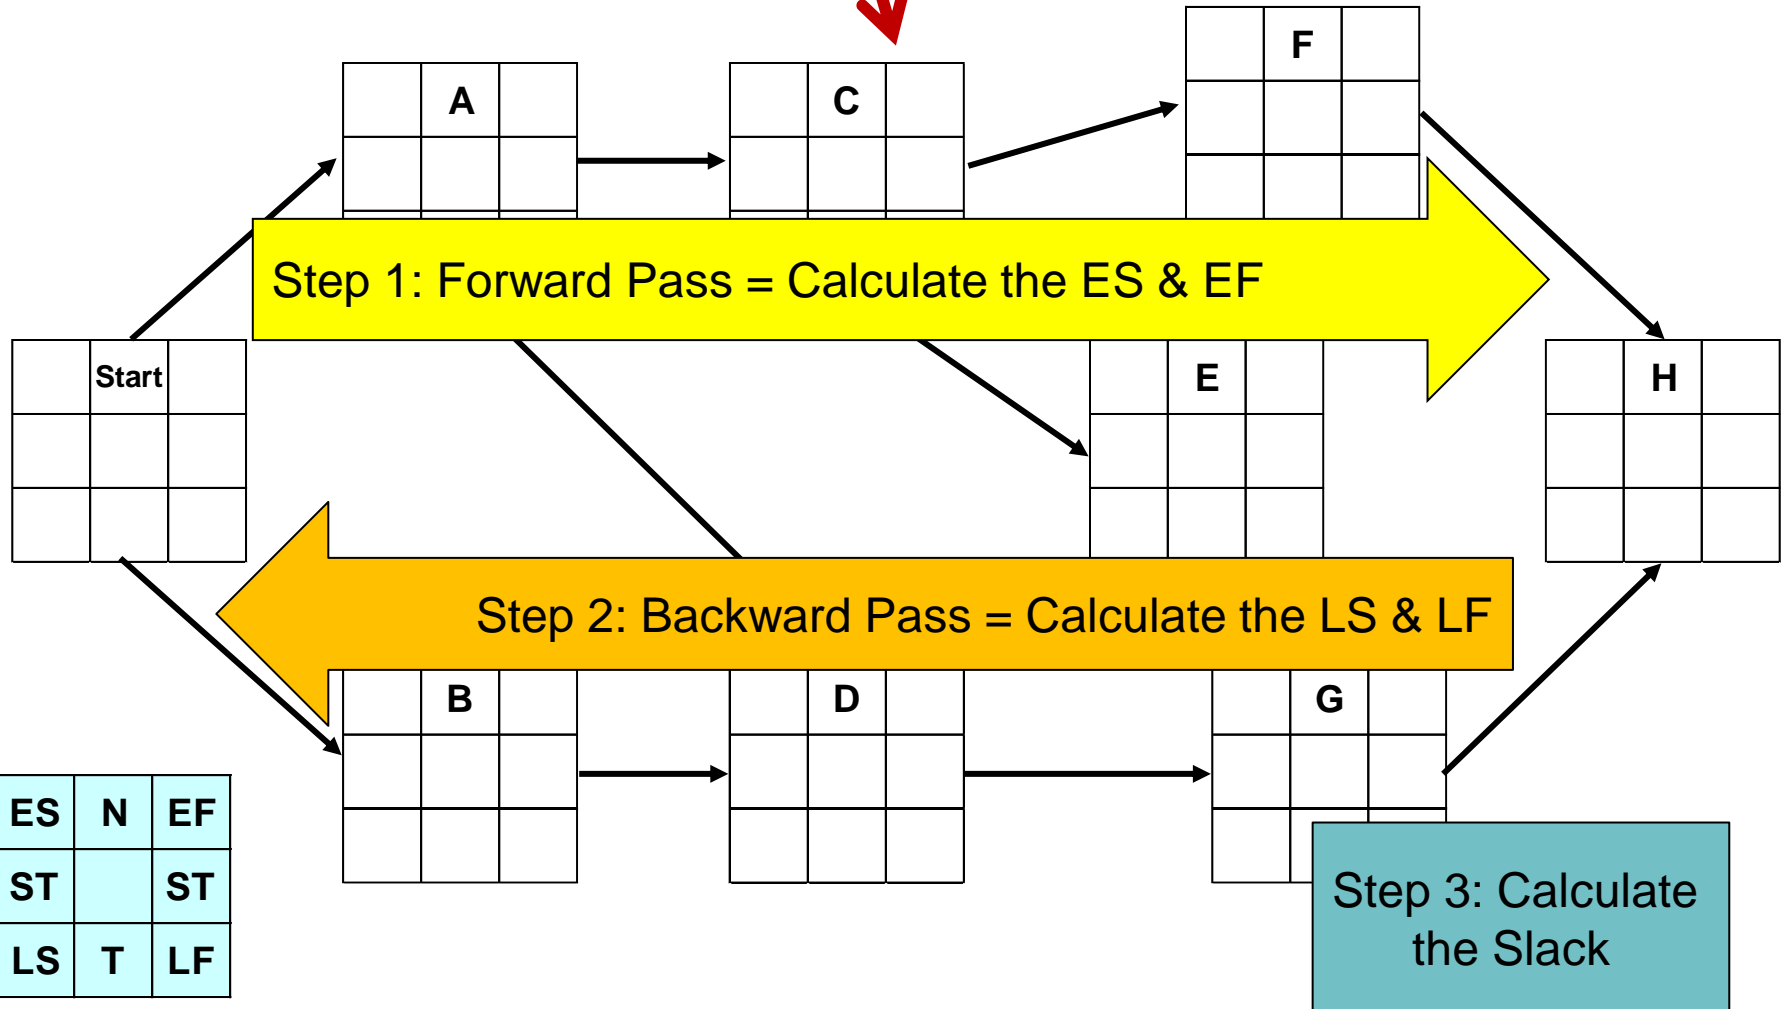 F
A
C
Step 1: Forward Pass = Calculate the ES & EF
Start
E
H
Step 2: Backward Pass = Calculate the LS & LF
B
D
G
ES N EF
ST ST
LS T LF
Step 3: Calculate
the Slack